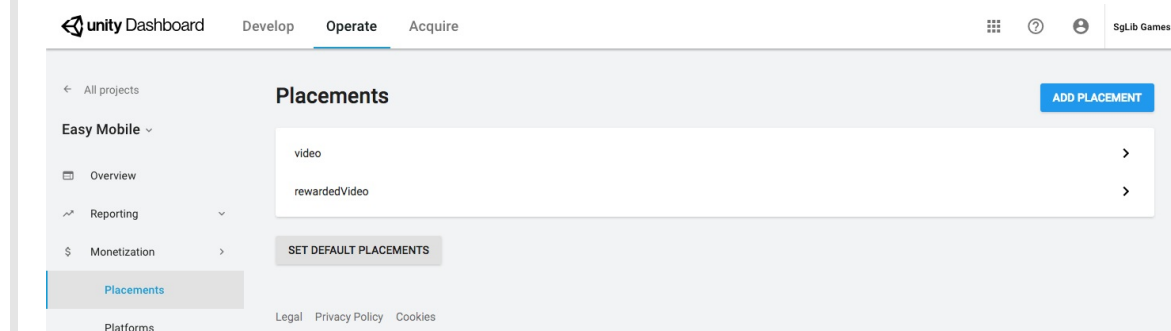 unity Dashboard Develop Operate Acquire SgLib Games
All projects
Easy Mobile
Overview
Reporting
Monetization
Placements
Platforms
Placements
ADD PLACEMENT
video
rewardedVideo
SET DEFAULT PLACEMENTS
Legal Privacy Policy Cookies